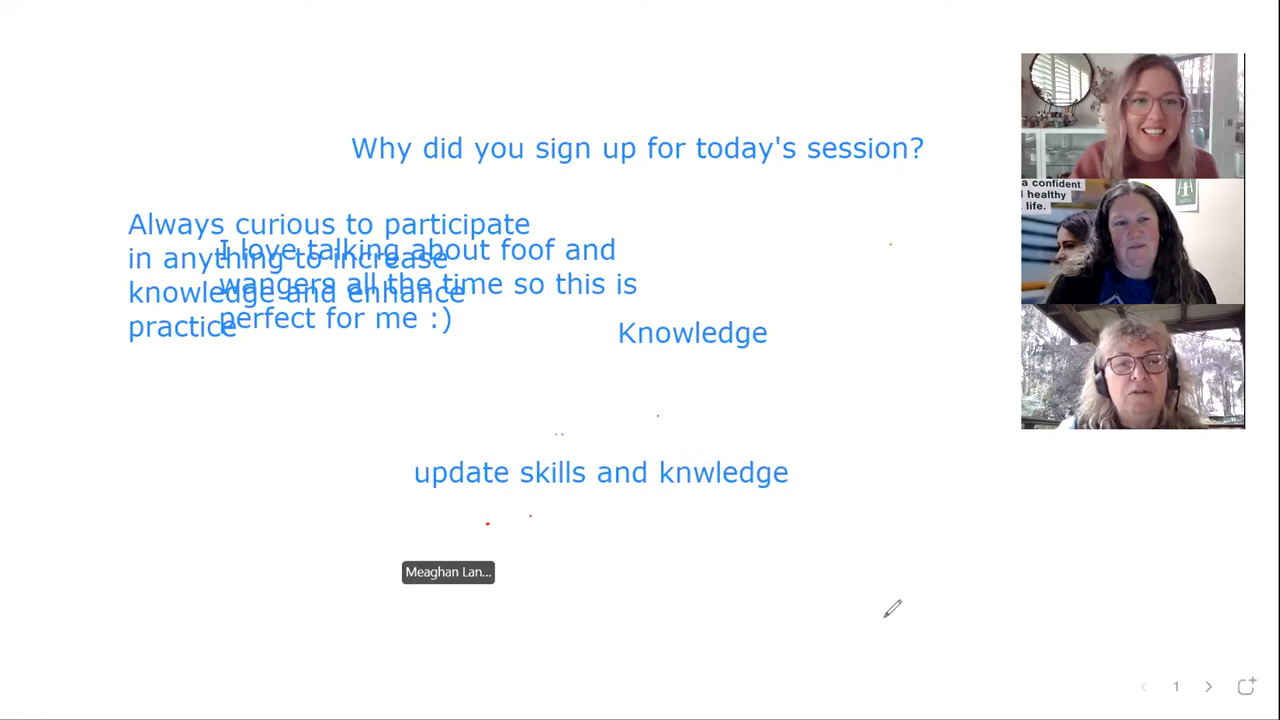 Why did you sign up for today's session?
Always curious to participate
in anything to increase
knowledge and enhance
practice
I love talking about foof and
wangers all the time so this is
perfect for me :)
Knowledge
update skills and knwledge
Meaghan Lan...
a confident
healthy
life.
1